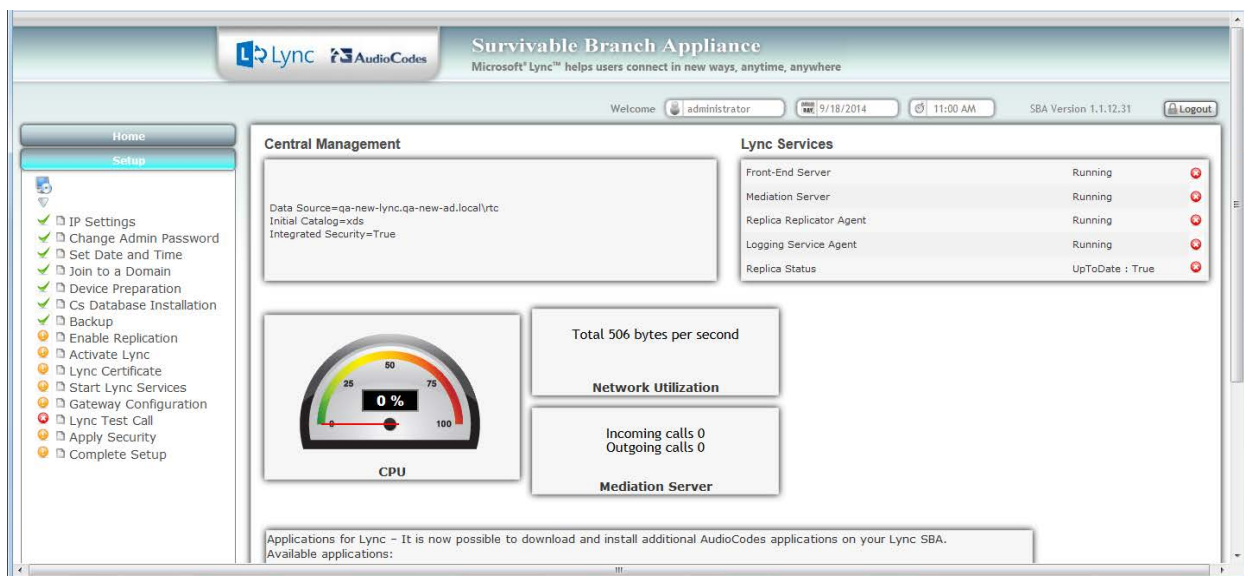 Lync AudioCodes
Survivable Branch Appliance
Microsoft® Lync™ helps users connect in new ways, anytime, anywhere
Welcome administrator 9/18/2014 11:00 AM SBA Version 1.1.12.31 Logout
Home
Setup
IP Settings
Change Admin Password
Set Date and Time
Join to a Domain
Device Preparation
Cs Database Installation
Backup
Enable Replication
Activate Lync
Lync Certificate
Start Lync Services
Gateway Configuration
Lync Test Call
Apply Security
Complete Setup
Central Management
Data Source=qa-new-lync.qa-new-ad.local\rtc
Initial Catalog=xds
Integrated Security=True
Lync Services
Front-End Server Running
Mediation Server Running
Replica Replicator Agent Running
Logging Service Agent Running
Replica Status UpToDate : True
0 25 50 75 100
0 %
CPU
Total 506 bytes per second
Network Utilization
Incoming calls 0
Outgoing calls 0
Mediation Server
Applications for Lync – It is now possible to download and install additional AudioCodes applications on your Lync SBA.
Available applications: